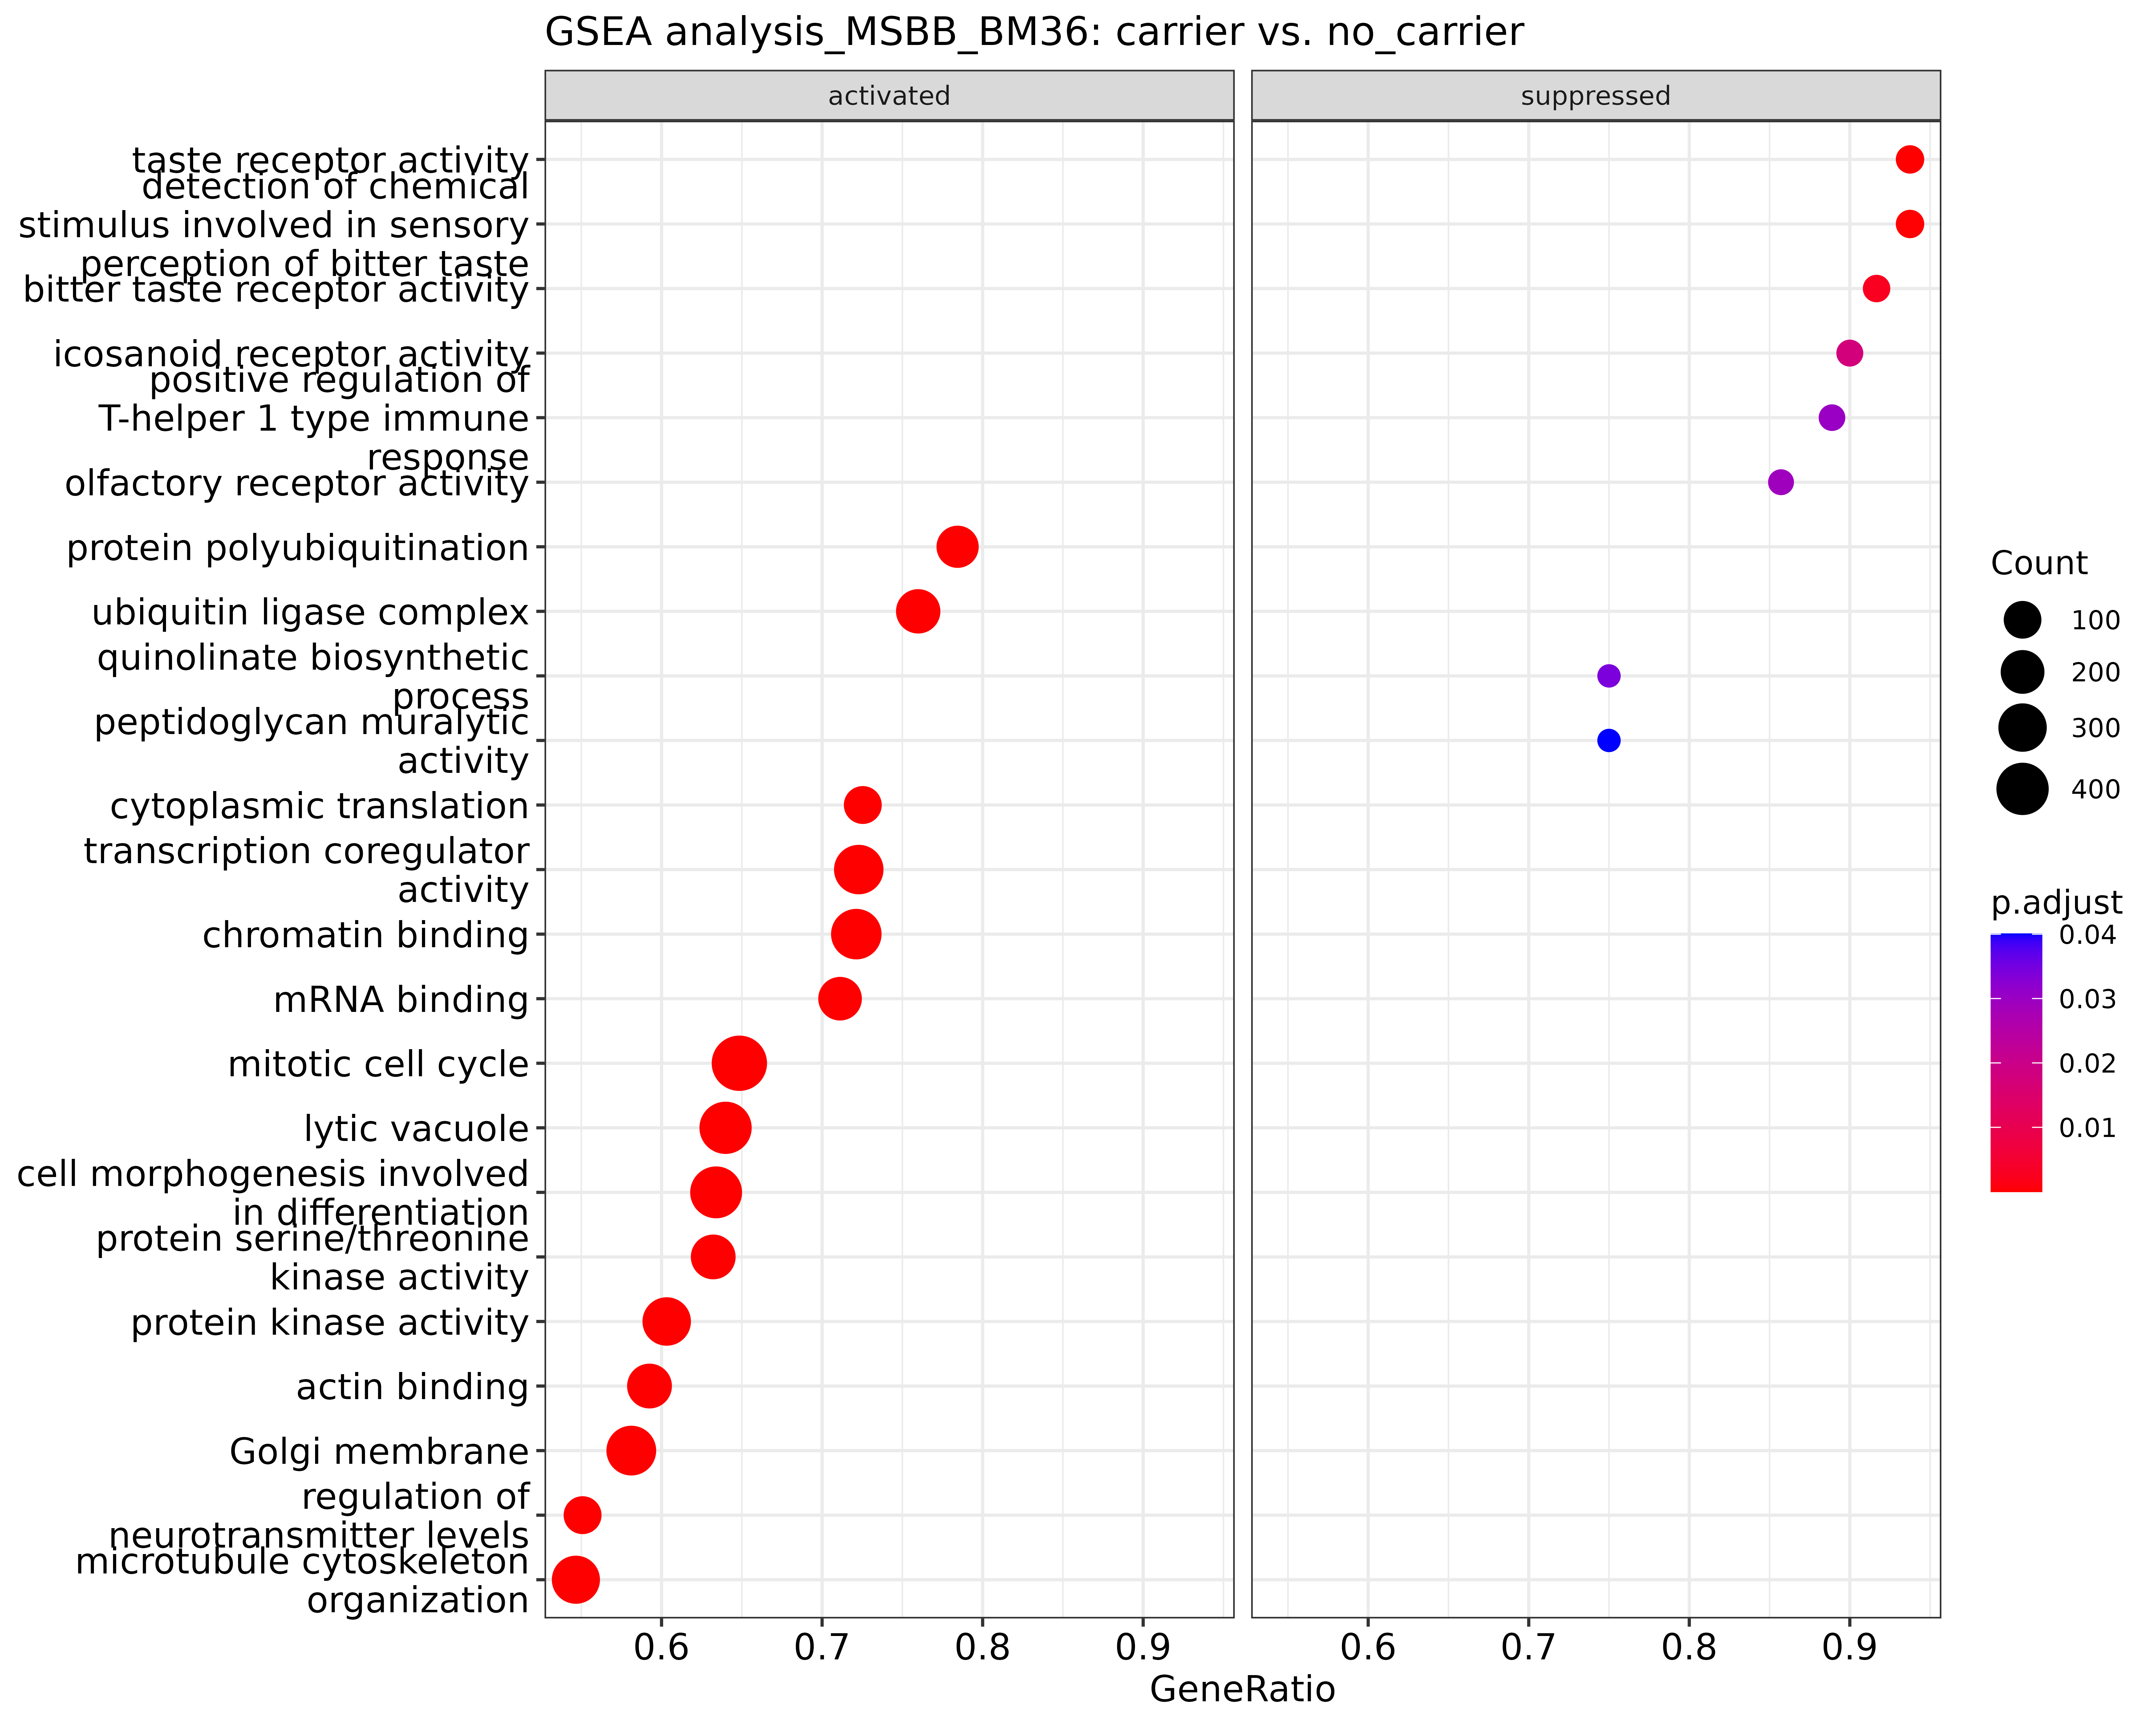 GSEA analysis_MSBB_BM36: carrier vs. no_carrier
activated
suppressed
taste receptor activity
detection of chemical
stimulus involved in sensory
perception of bitter taste
bitter taste receptor activity
icosanoid receptor activity
positive regulation of
T-helper 1 type immune
response
olfactory receptor activity
protein polyubiquitination
ubiquitin ligase complex
quinolinate biosynthetic
process
peptidoglycan muralytic
activity
cytoplasmic translation
transcription coregulator
activity
chromatin binding
mRNA binding
mitotic cell cycle
lytic vacuole
cell morphogenesis involved
in differentiation
protein serine/threonine
kinase activity
protein kinase activity
actin binding
Golgi membrane
regulation of
neurotransmitter levels
microtubule cytoskeleton
organization
0.6 0.7 0.8 0.9
0.6 0.7 0.8 0.9
GeneRatio
Count
100
200
300
400
p.adjust
0.04
0.03
0.02
0.01